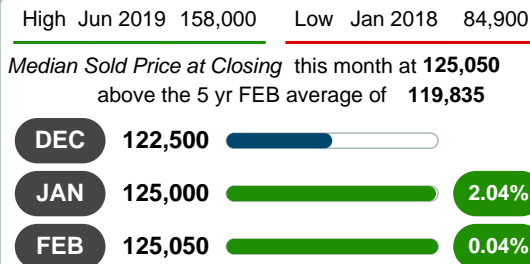 High Jun 2019 158,000 Low Jan 2018 84,900
Median Sold Price at Closing this month at 125,050
above the 5 yr FEB average of 119,835
DEC 122,500
JAN 125,000 2.04%
FEB 125,050 0.04%